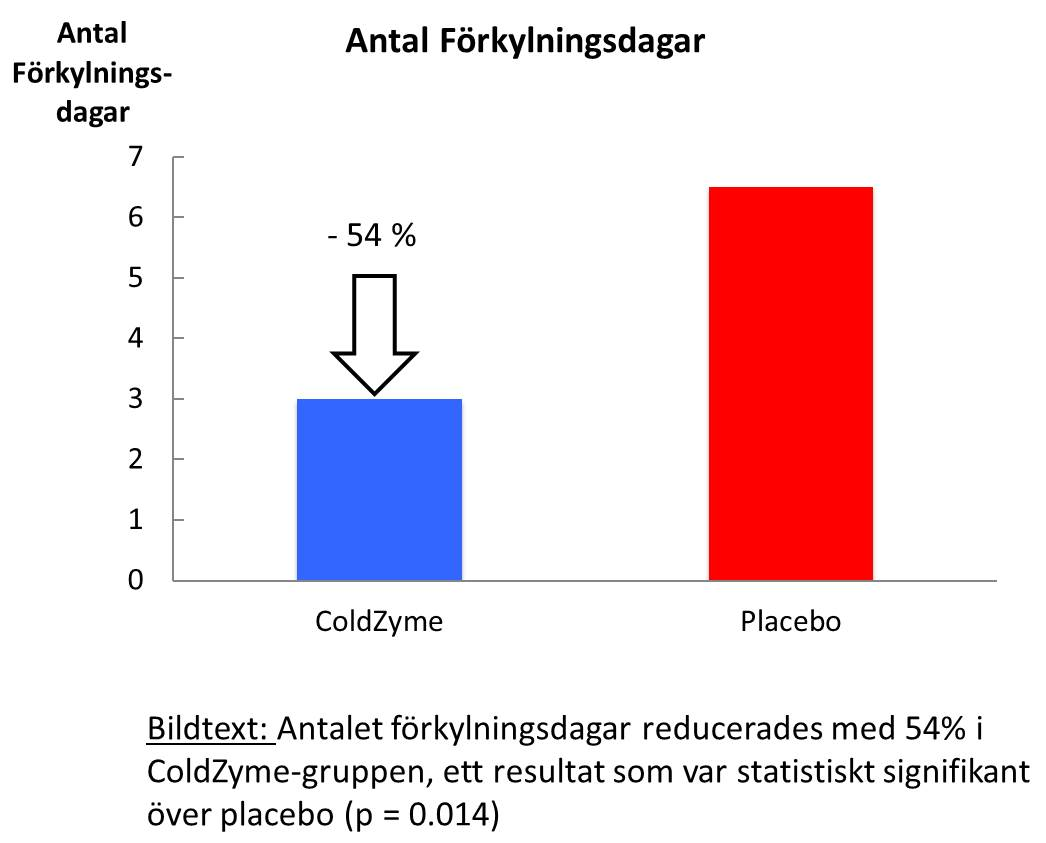 Antal
Förkylnings-
dagar
Antal Förkylningsdagar
7
6
5
4
3
2
1
0
- 54 %
ColdZyme
Placebo
Bildtext: Antalet förkylningsdagar reducerades med 54% i
ColdZyme-gruppen, ett resultat som var statistiskt signifikant
över placebo (p = 0.014)